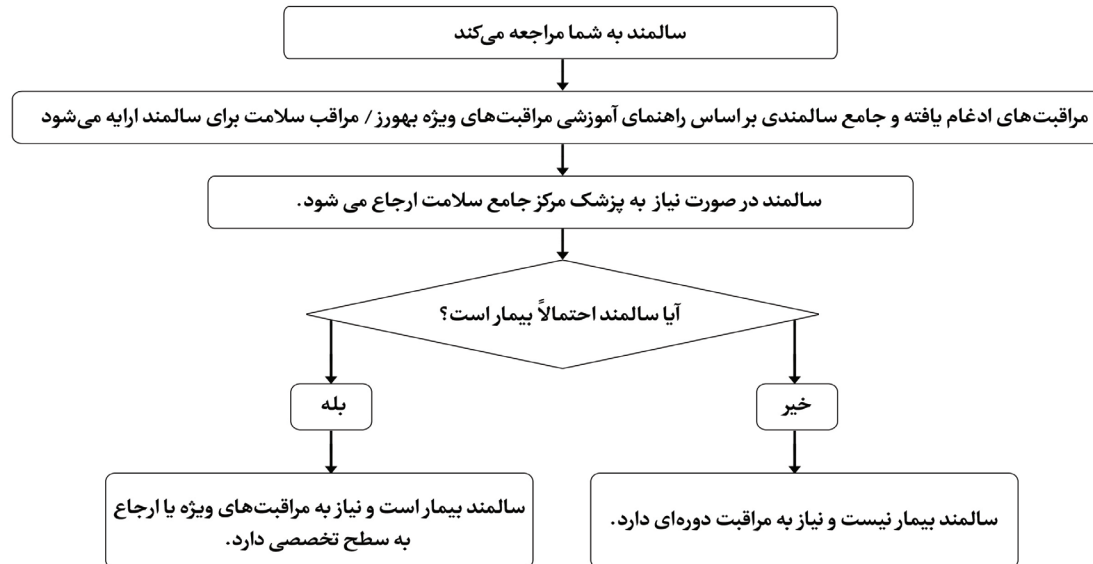 سالمند به شما مراجعه می‌کند
مراقبت‌های ادغام یافته و جامع سالمندی بر اساس راهنمای آموزشی مراقبت‌های ویژه بهورز / مراقب سلامت برای سالمند ارایه می‌شود
سالمند در صورت نیاز به پزشک مرکز جامع سلامت ارجاع می شود.
آیا سالمند احتمالاً بیمار است؟
خیر
بله
سالمند بیمار نیست و نیاز به مراقبت دوره‌ای دارد.
سالمند بیمار است و نیاز به مراقبت‌های ویژه یا ارجاع
به سطح تخصصی دارد.